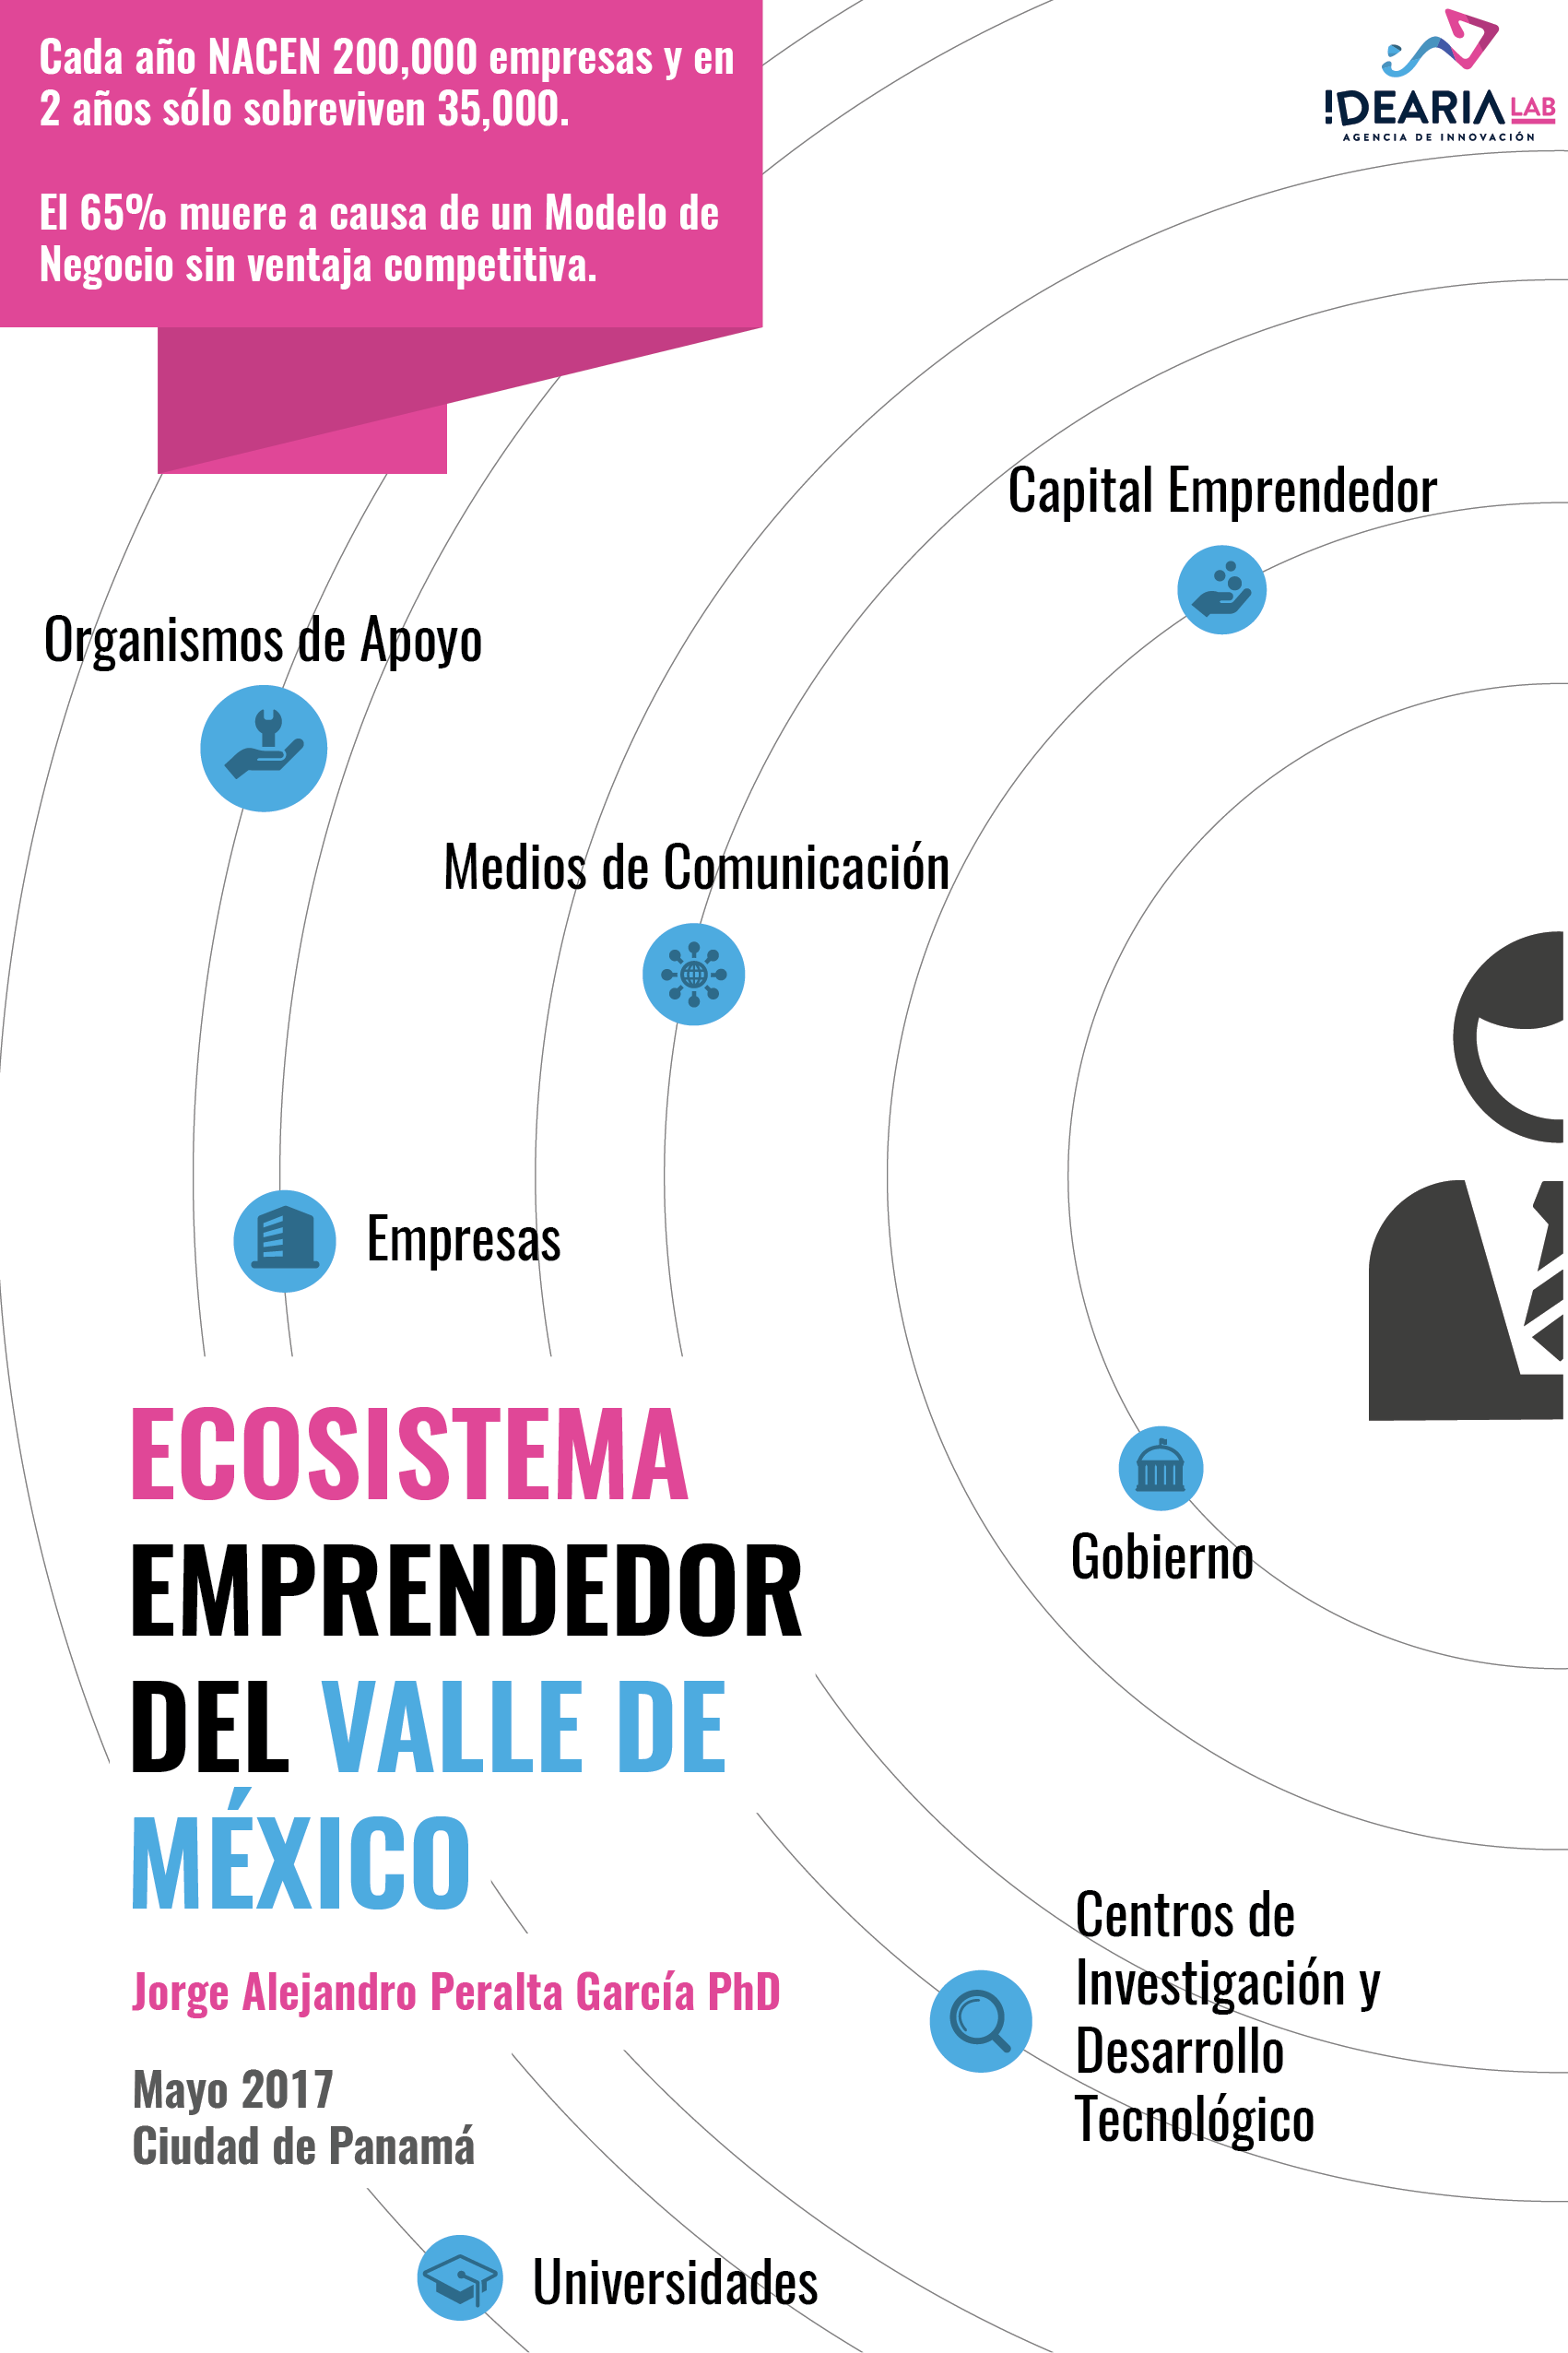 Cada año NACEN 200,000 empresas y en
2 años sólo sobreviven 35,000.
El 65% muere a causa de un Modelo de
Negocio sin ventaja competitiva.
!DEARIA LAB
AGENCIA DE INNOVACIÓN
Capital Emprendedor
Organismos de Apoyo
Medios de Comunicación
Empresas
ECOSISTEMA
EMPRENDEDOR
DEL VALLE DE
MÉXICO
Jorge Alejandro Peralta García PhD
Mayo 2017
Ciudad de Panamá
Gobierno
Centros de
Investigación y
Desarrollo
Tecnológico
Universidades